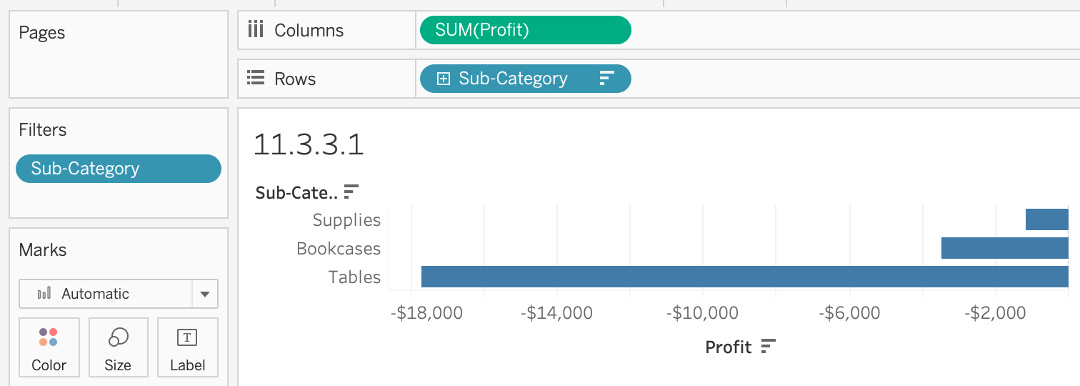 Pages
Columns
SUM(Profit)
Rows
Sub-Category
Filters
Sub-Category
Marks
Automatic
Color
Size
T
Label
11.3.3.1
Sub-Cate..
Supplies
Bookcases
Tables
-$18,000 -$14,000 -$10,000 -$6,000 -$2,000
Profit